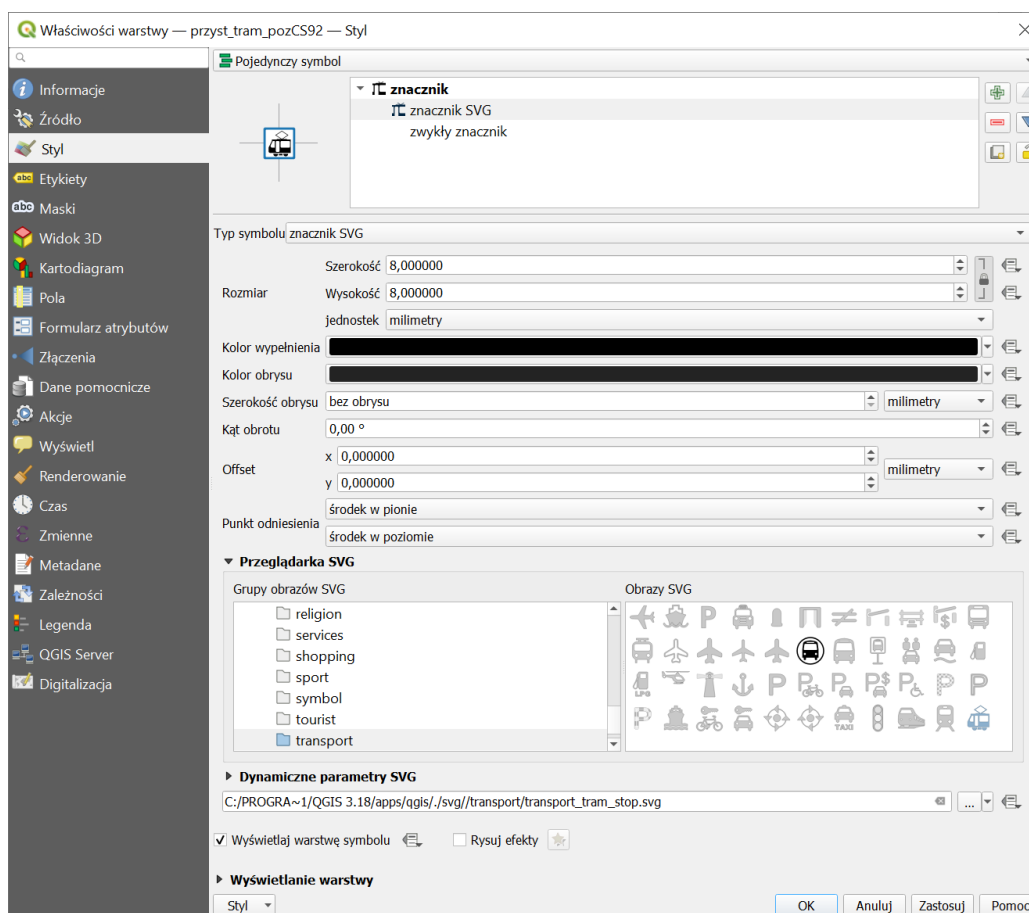 Właściwości warstwy — przyst_tram_pozCS92 — Styl
Pojedynczy symbol
Informacje
Źródło
Styl
abc Etykiety
abc Maski
Widok 3D
Kartodiagram
Pola
Formularz atrybutów
Złączenia
Dane pomocnicze
Akcje
Wyświetl
Renderowanie
Czas
Zmienne
Metadane
Zależności
Legenda
QGIS Server
Digitalizacja
znacznik
znacznik SVG
zwykły znacznik
Typ symbolu znacznik SVG
Rozmiar
Szerokość 8,000000
Wysokość 8,000000
jednostek milimetry
Kolor wypełnienia
Kolor obrysu
Szerokość obrysu bez obrysu milimetry
Kąt obrotu 0,00 °
Offset
x 0,000000
y 0,000000
milimetry
Punkt odniesienia
środek w pionie
środek w poziomie
Przeglądarka SVG
Grupy obrazów SVG
religion
services
shopping
sport
symbol
tourist
transport
Obrazy SVG
P
$
LPG
P P P P$ P P P
P TAXI
Dynamiczne parametry SVG
C:/PROGRA~1/QGIS 3.18/apps/qgis/./svg//transport/transport_tram_stop.svg ...
Wyświetlaj warstwę symbolu Rysuj efekty
Wyświetlanie warstwy
Styl OK Anuluj Zastosuj Pomoc